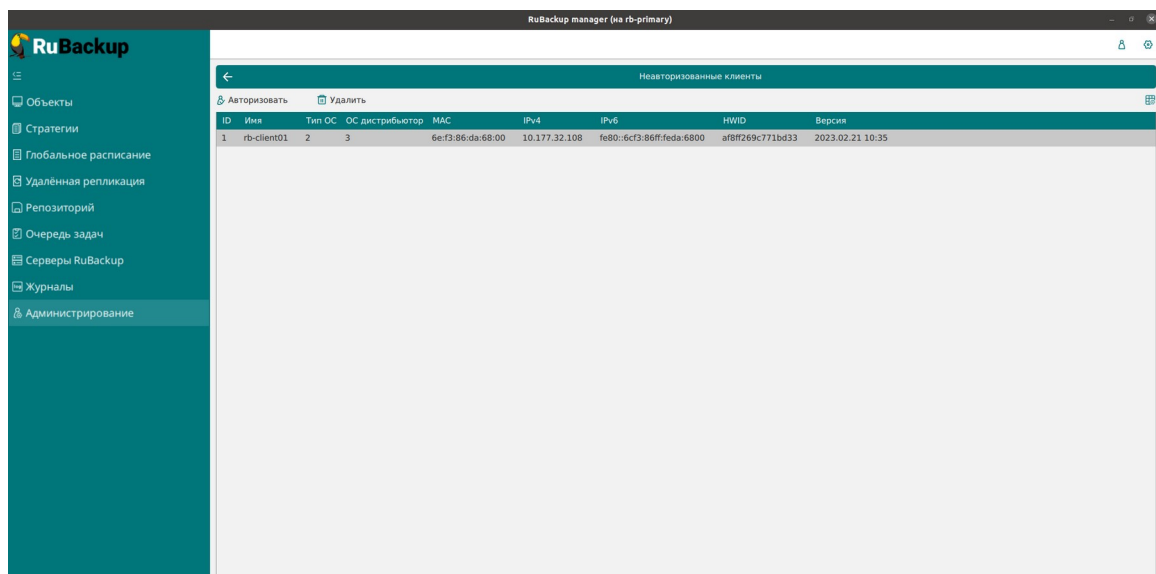 RuBackup manager (на rb-primary)
RuBackup
Объекты
Стратегии
Глобальное расписание
Удалённая репликация
Репозиторий
Очередь задач
Серверы RuBackup
Журналы
Администрирование
Неавторизованные клиенты
Авторизовать Удалить
ID Имя Тип ОС ОС дистрибьютор MAC IPv4 IPv6 HWID Версия
1 rb-client01 2 3 6e:f3:86:da:68:00 10.177.32.108 fe80::6cf3:86ff:feda:6800 af8ff269c771bd33 2023.02.21 10:35